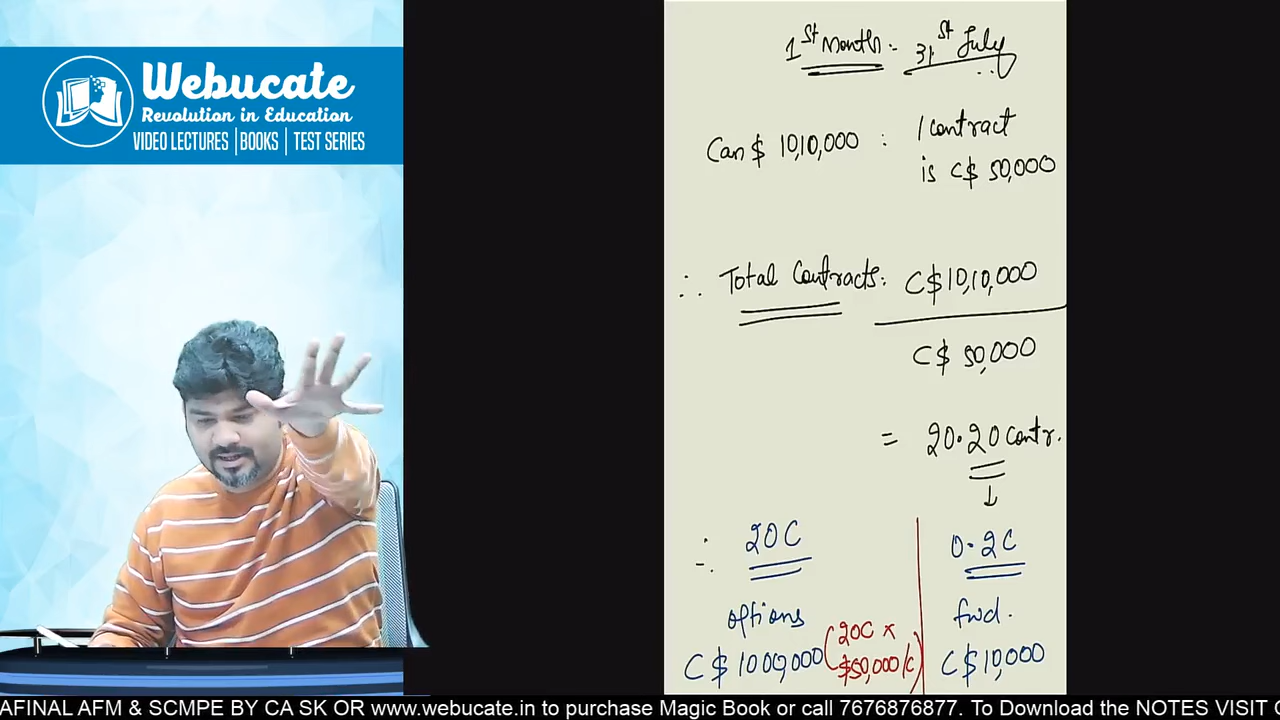 Webucate
Revolution in Education
VIDEO LECTURES | BOOKS | TEST SERIES
1st Month: 31st July
Can $ 10,10,000 : 1 contract
is C$ 50,000
∴ Total Contracts: C$ 10,10,000
C$ 50,000
= 20.20 contr.
∴ 20C 0.2C
options fwd.
C$ 1000,000 (20C x $50,000/C) C$ 10,000
AFINAL AFM & SCMPE BY CA SK OR www.webucate.in to purchase Magic Book or call 7676876877. To Download the NOTES VISIT